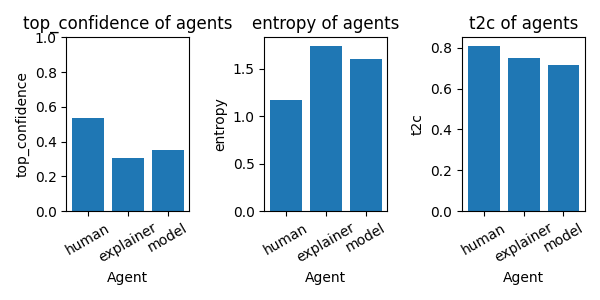 top_confidence of agents
top_confidence
1.0
0.8
0.6
0.4
0.2
0.0
human
explainer
model
Agent
entropy of agents
entropy
1.5
1.0
0.5
0.0
human
explainer
model
Agent
t2c of agents
t2c
0.8
0.6
0.4
0.2
0.0
human
explainer
model
Agent